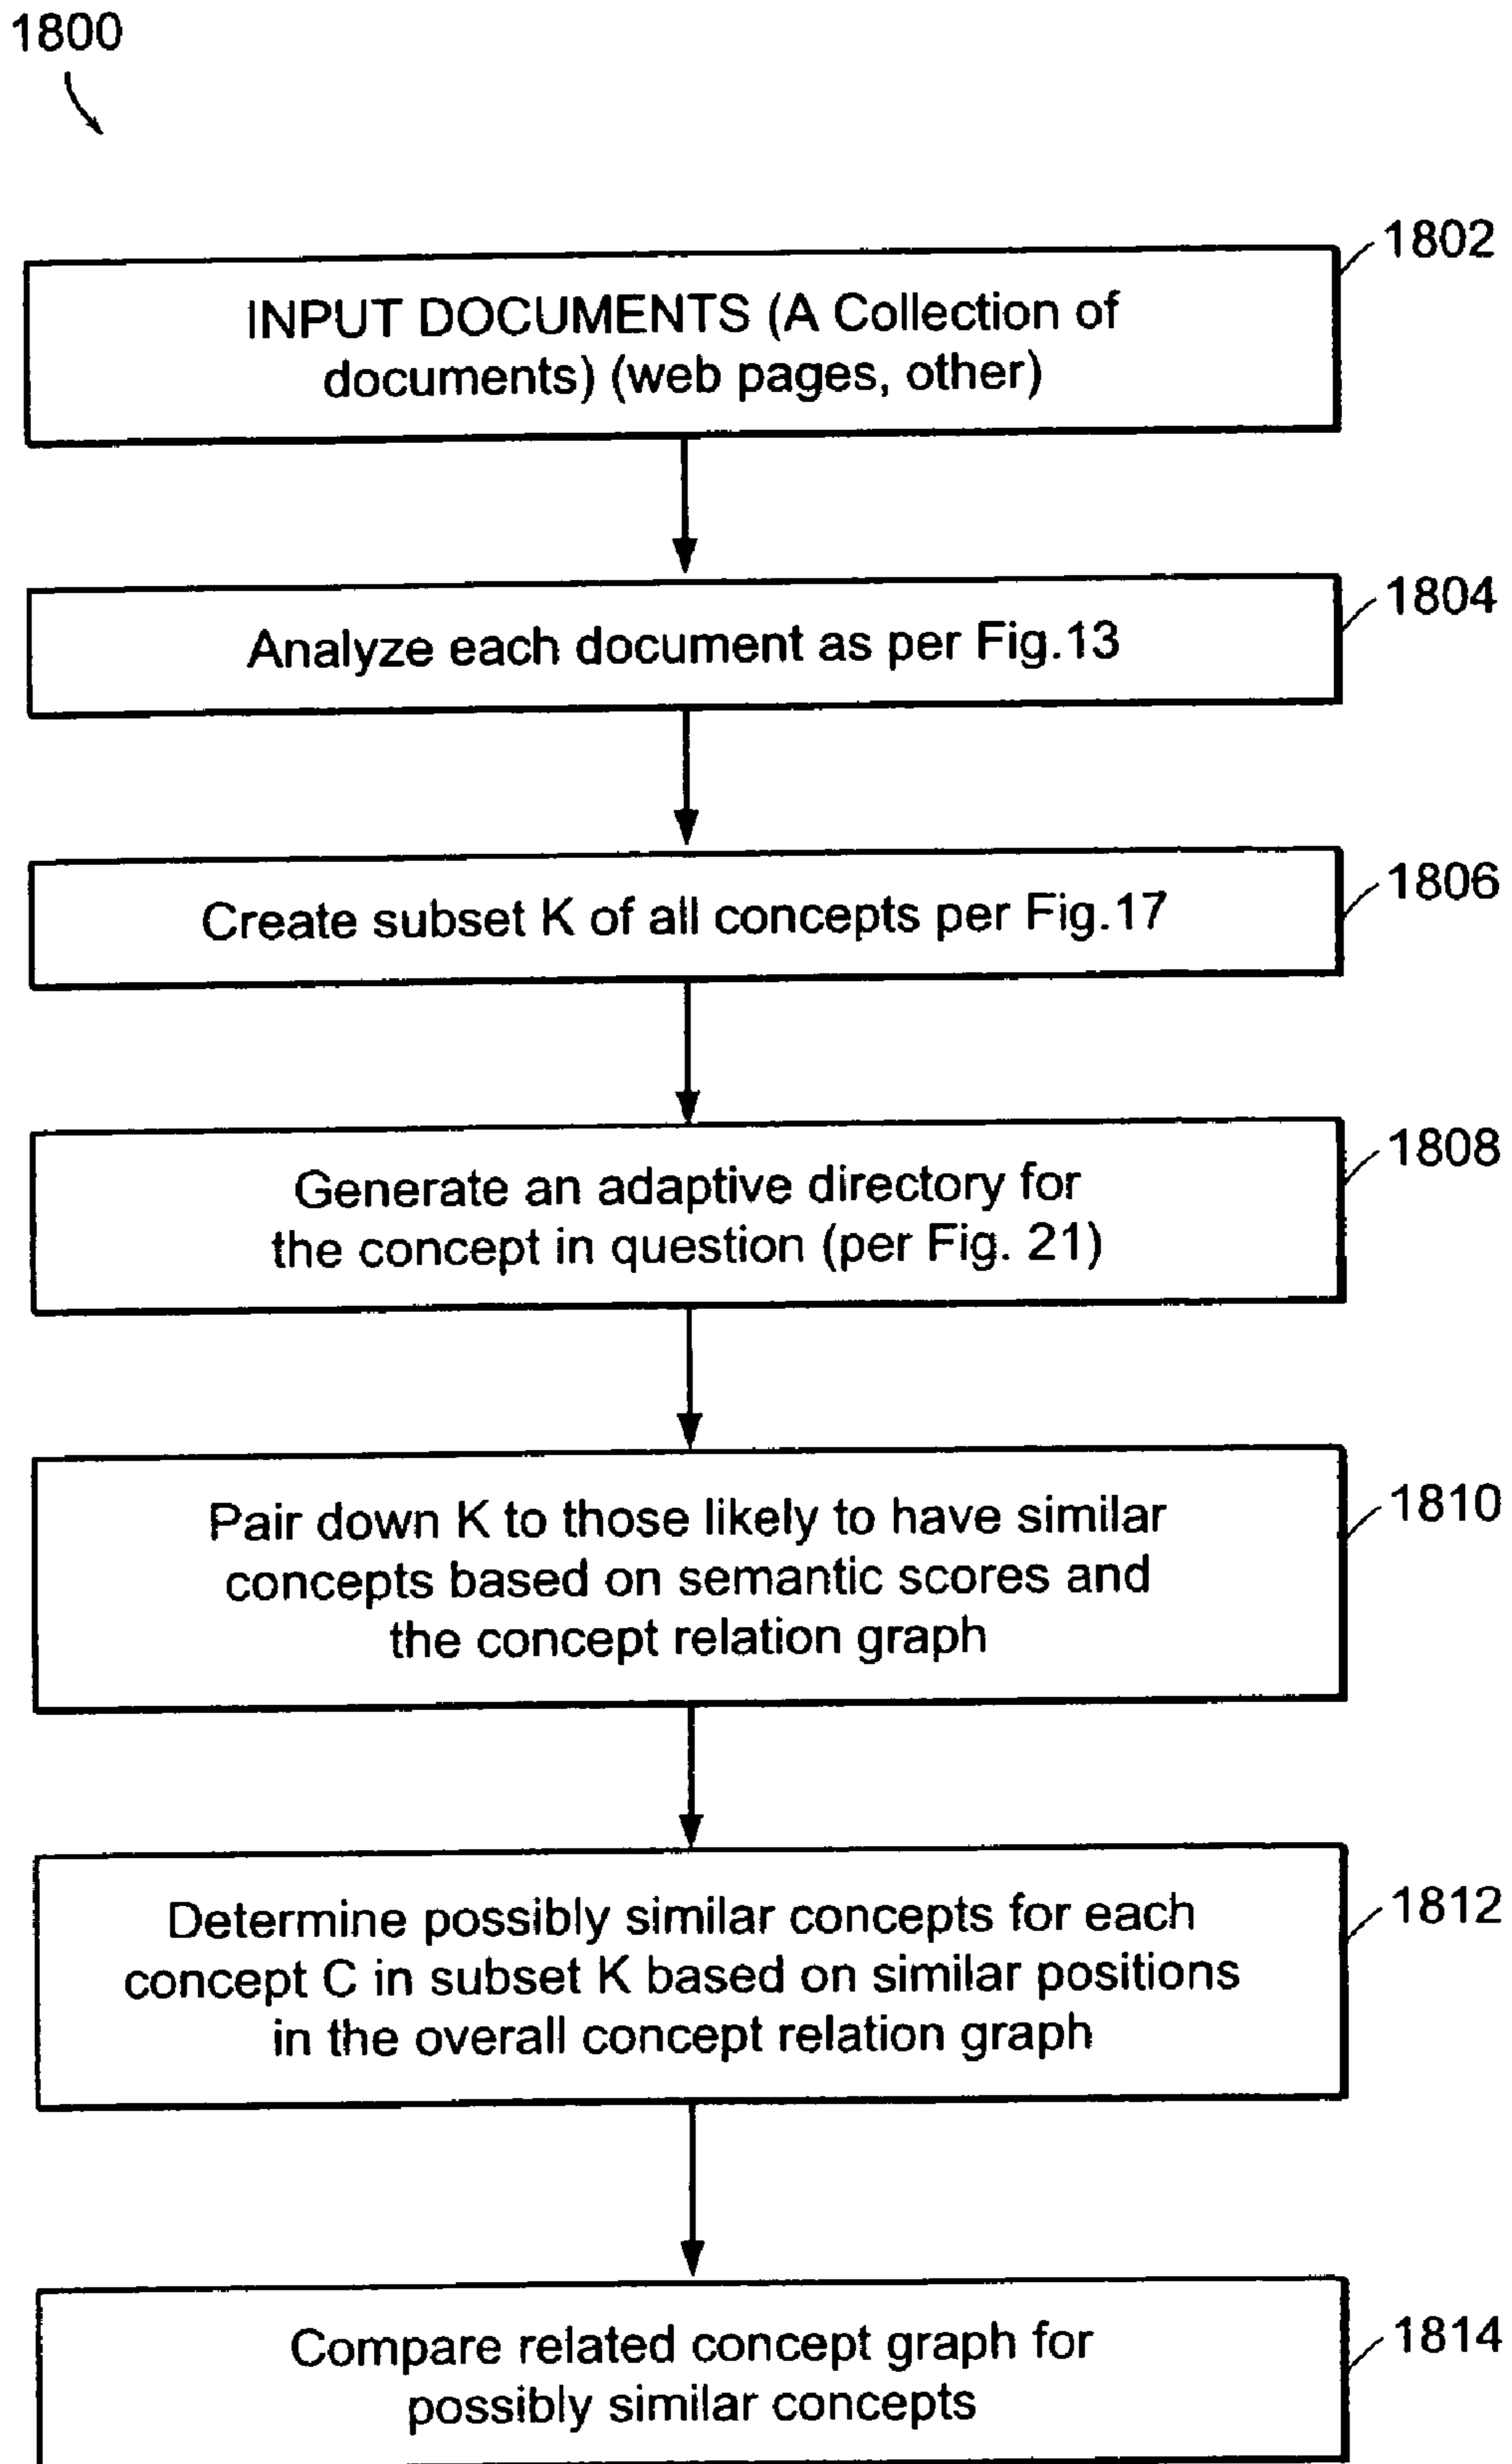 1800
1802
INPUT DOCUMENTS (A Collection of
documents) (web pages, other)
1804
Analyze each document as per Fig.13
1806
Create subset K of all concepts per Fig.17
1808
Generate an adaptive directory for
the concept in question (per Fig. 21)
1810
Pair down K to those likely to have similar
concepts based on semantic scores and
the concept relation graph
1812
Determine possibly similar concepts for each
concept C in subset K based on similar positions
in the overall concept relation graph
1814
Compare related concept graph for
possibly similar concepts